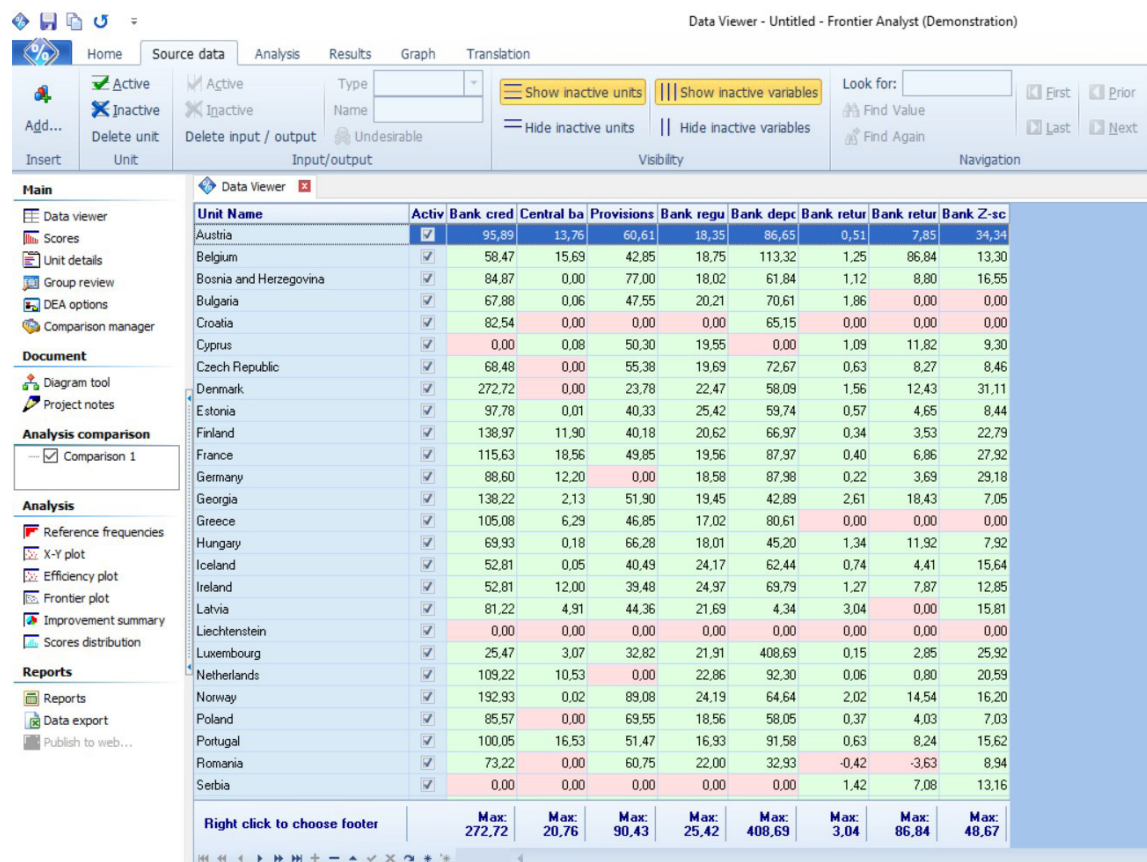 Data Viewer - Untitled - Frontier Analyst (Demonstration)
Home Source data Analysis Results Graph Translation
Add...
Active
Inactive
Delete unit
Active
Inactive
Delete input / output
Type
Name
Undesirable
Show inactive units
Hide inactive units
Show inactive variables
Hide inactive variables
Look for:
Find Value
Find Again
First Prior
Last Next
Insert Unit Input/output Visibility Navigation
Main
Data viewer
Scores
Unit details
Group review
DEA options
Comparison manager
Document
Diagram tool
Project notes
Analysis comparison
Comparison 1
Analysis
Reference frequencies
X-Y plot
Efficiency plot
Frontier plot
Improvement summary
Scores distribution
Reports
Reports
Data export
Publish to web...
Data Viewer
Unit Name Activ Bank cred Central ba Provisions Bank regu Bank depc Bank retur Bank retur Bank Z-sc
Austria 95,89 13,76 60,61 18,35 86,65 0,51 7,85 34,34
Belgium 58,47 15,69 42,85 18,75 113,32 1,25 86,84 13,30
Bosnia and Herzegovina 84,87 0,00 77,00 18,02 61,84 1,12 8,80 16,55
Bulgaria 67,88 0,06 47,55 20,21 70,61 1,86 0,00 0,00
Croatia 82,54 0,00 0,00 0,00 65,15 0,00 0,00 0,00
Cyprus 0,00 0,08 50,30 19,55 0,00 1,09 11,82 9,30
Czech Republic 68,48 0,00 55,38 19,69 72,67 0,63 8,27 8,46
Denmark 272,72 0,00 23,78 22,47 58,09 1,56 12,43 31,11
Estonia 97,78 0,01 40,33 25,42 59,74 0,57 4,65 8,44
Finland 138,97 11,90 40,18 20,62 66,97 0,34 3,53 22,79
France 115,63 18,56 49,85 19,56 87,97 0,40 6,86 27,92
Germany 88,60 12,20 0,00 18,58 87,98 0,22 3,69 29,18
Georgia 138,22 2,13 51,90 19,45 42,89 2,61 18,43 7,05
Greece 105,08 6,29 46,85 17,02 80,61 0,00 0,00 0,00
Hungary 69,93 0,18 66,28 18,01 45,20 1,34 11,92 7,92
Iceland 52,81 0,05 40,49 24,17 62,44 0,74 4,41 15,64
Ireland 52,81 12,00 39,48 24,97 69,79 1,27 7,87 12,85
Latvia 81,22 4,91 44,36 21,69 4,34 3,04 0,00 15,81
Liechtenstein 0,00 0,00 0,00 0,00 0,00 0,00 0,00 0,00
Luxembourg 25,47 3,07 32,82 21,91 408,69 0,15 2,85 25,92
Netherlands 109,22 10,53 0,00 22,86 92,30 0,06 0,80 20,59
Norway 192,93 0,02 89,08 24,19 64,64 2,02 14,54 16,20
Poland 85,57 0,00 69,55 18,56 58,05 0,37 4,03 7,03
Portugal 100,05 16,53 51,47 16,93 91,58 0,63 8,24 15,62
Romania 73,22 0,00 60,75 22,00 32,93 -0,42 -3,63 8,94
Serbia 0,00 0,00 0,00 0,00 0,00 1,42 7,08 13,16
Right click to choose footer
Max: Max: Max: Max: Max: Max: Max: Max:
272,72 20,76 90,43 25,42 408,69 3,04 86,84 48,67